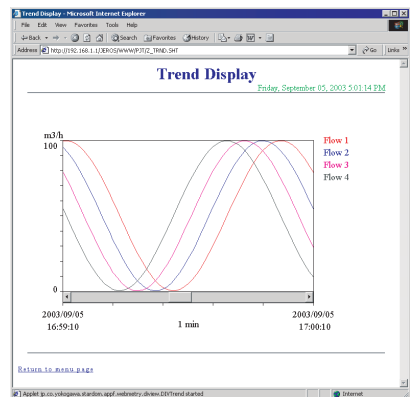 Trend Display - Microsoft Internet Explorer
File Edit View Favorites Tools Help
Back Search Favorites History
Address http://192.168.1.1/JEROS/WWW/PJT/Z_TRND.SHT Go Links »
Trend Display
Friday, September 05, 2003 5:01:14 PM
m3/h
100
Flow 1
Flow 2
Flow 3
Flow 4
0
2003/09/05 2003/09/05
16:59:10 1 min 17:00:10
Return to menu page
Applet jp.co.yokogawa.stardom.appf.webmetry.diview.DIVTrend started Internet